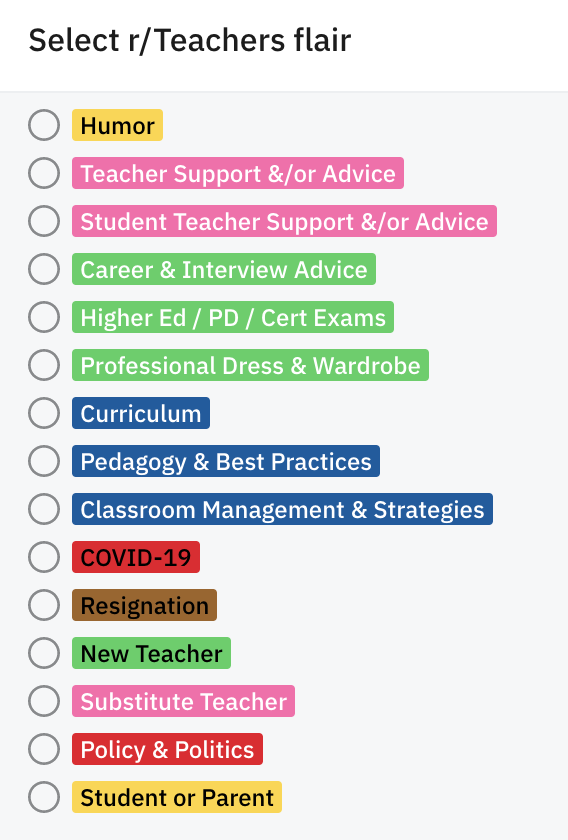 Select r/Teachers flair
Humor
Teacher Support &/or Advice
Student Teacher Support &/or Advice
Career & Interview Advice
Higher Ed / PD / Cert Exams
Professional Dress & Wardrobe
Curriculum
Pedagogy & Best Practices
Classroom Management & Strategies
COVID-19
Resignation
New Teacher
Substitute Teacher
Policy & Politics
Student or Parent